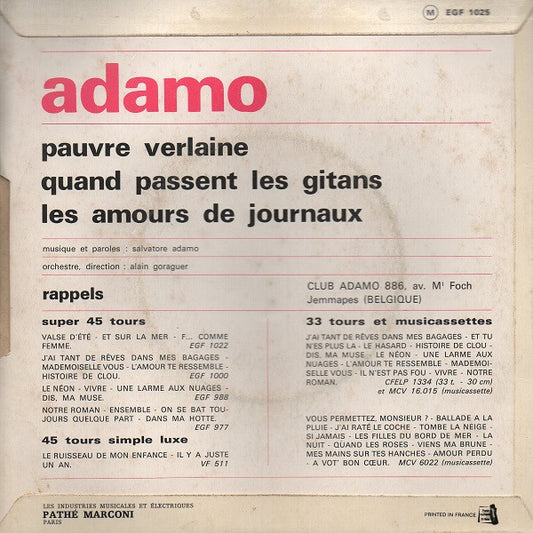 M EGF 1025
adamo
pauvre verlaine
quand passent les gitans
les amours de journaux
musique et paroles : salvatore adamo
orchestre, direction : alain goraguer
rappels
CLUB ADAMO 886, av. Mˡ Foch
Jemmapes (BELGIQUE)
super 45 tours
VALSE D'ÉTÉ - ET SUR LA MER - F... COMME
FEMME. EGF 1022
J'AI TANT DE RÊVES DANS MES BAGAGES -
MADEMOISELLE VOUS - L'AMOUR TE RESSEMBLE -
HISTOIRE DE CLOU. EGF 1000
LE NÉON - VIVRE - UNE LARME AUX NUAGES -
DIS, MA MUSE. EGF 988
NOTRE ROMAN - ENSEMBLE - ON SE BAT TOU-
JOURS QUELQUE PART - DANS MA HOTTE.
EGF 977
45 tours simple luxe
LE RUISSEAU DE MON ENFANCE - IL Y A JUSTE
UN AN. VF 511
33 tours et musicassettes
J'AI TANT DE RÊVES DANS MES BAGAGES - ET TU
N'ES PLUS LA - LE HASARD - HISTOIRE DE CLOU -
DIS, MA MUSE - LE NÉON - UNE LARME AUX
NUAGES - L'AMOUR TE RESSEMBLE - MADEMOI-
SELLE VOUS - IL N'EST PAS FOU - VIVRE - NOTRE
ROMAN. CFELP 1334 (33 t. - 30 cm)
et MCV 16.015 (musicassettes)
VOUS PERMETTEZ, MONSIEUR ? - BALLADE A LA
PLUIE - J'AI RATÉ LE COCHE - TOMBE LA NEIGE -
SI JAMAIS - LES FILLES DU BORD DE MER - LA
NUIT - QUAND LES ROSES - VIENS MA BRUNE -
MES MAINS SUR TES HANCHES - AMOUR PERDU
- A VOT' BON CŒUR. MCV 6022 (musicassette)
LES INDUSTRIES MUSICALES ET ÉLECTRIQUES
PATHÉ MARCONI
PARIS
PRINTED IN FRANCE